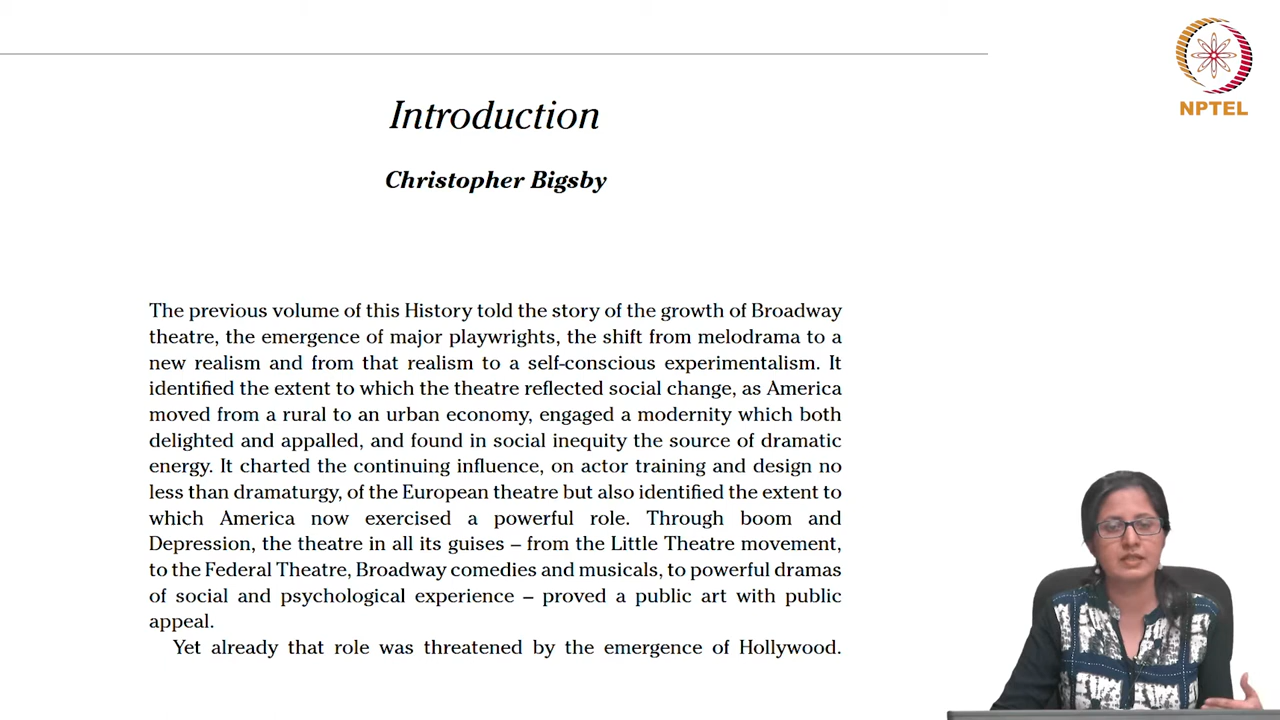 NPTEL
Introduction
Christopher Bigsby
The previous volume of this History told the story of the growth of Broadway
theatre, the emergence of major playwrights, the shift from melodrama to a
new realism and from that realism to a self-conscious experimentalism. It
identified the extent to which the theatre reflected social change, as America
moved from a rural to an urban economy, engaged a modernity which both
delighted and appalled, and found in social inequity the source of dramatic
energy. It charted the continuing influence, on actor training and design no
less than dramaturgy, of the European theatre but also identified the extent to
which America now exercised a powerful role. Through boom and
Depression, the theatre in all its guises – from the Little Theatre movement,
to the Federal Theatre, Broadway comedies and musicals, to powerful dramas
of social and psychological experience – proved a public art with public
appeal.
Yet already that role was threatened by the emergence of Hollywood.